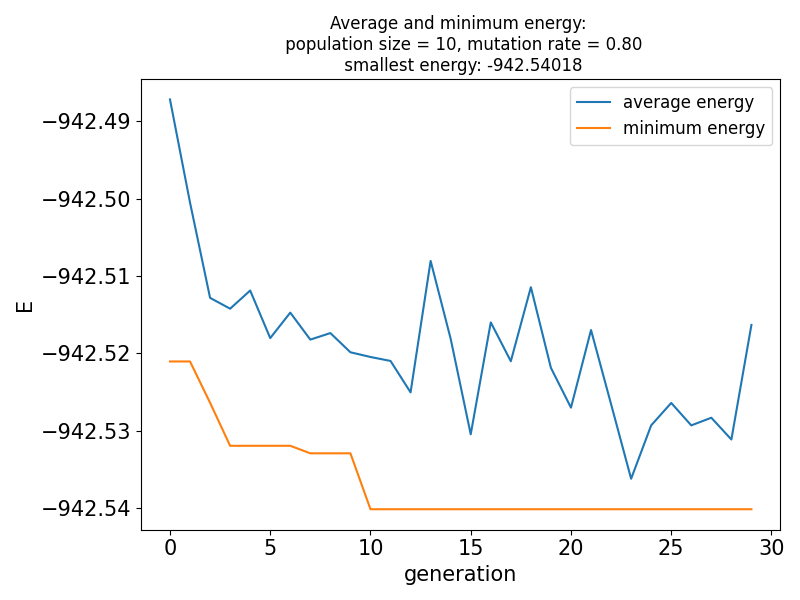 Average and minimum energy:
population size = 10, mutation rate = 0.80
smallest energy: -942.54018
average energy
minimum energy
−942.49
−942.50
−942.51
−942.52
−942.53
−942.54
E
0
5
10
15
20
25
30
generation